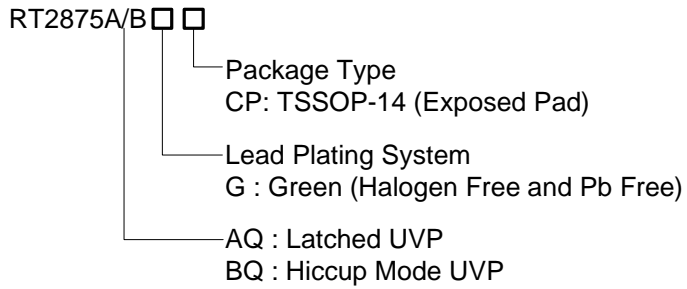 RT2875A/B
Package Type
CP: TSSOP-14 (Exposed Pad)
Lead Plating System
G : Green (Halogen Free and Pb Free)
AQ : Latched UVP
BQ : Hiccup Mode UVP